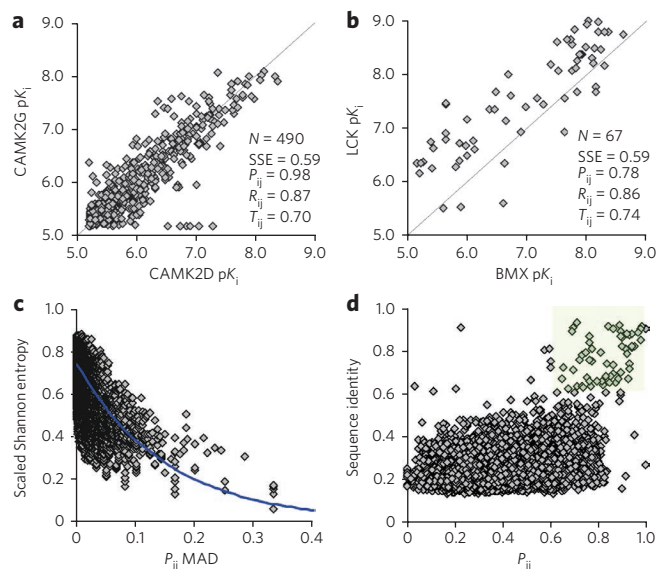 a
9.0
8.0
7.0
6.0
5.0
CAMK2G pKi
N = 490
SSE = 0.59
Pij = 0.98
Rij = 0.87
Tij = 0.70
5.0 6.0 7.0 8.0 9.0
CAMK2D pKi
b
9.0
8.0
7.0
6.0
5.0
LCK pKi
N = 67
SSE = 0.59
Pij = 0.78
Rij = 0.86
Tij = 0.74
5.0 6.0 7.0 8.0 9.0
BMX pKi
c
1.0
0.8
0.6
0.4
0.2
0
Scaled Shannon entropy
0 0.1 0.2 0.3 0.4
Pij MAD
d
1.0
0.8
0.6
0.4
0.2
0
Sequence identity
0 0.2 0.4 0.6 0.8 1.0
Pij